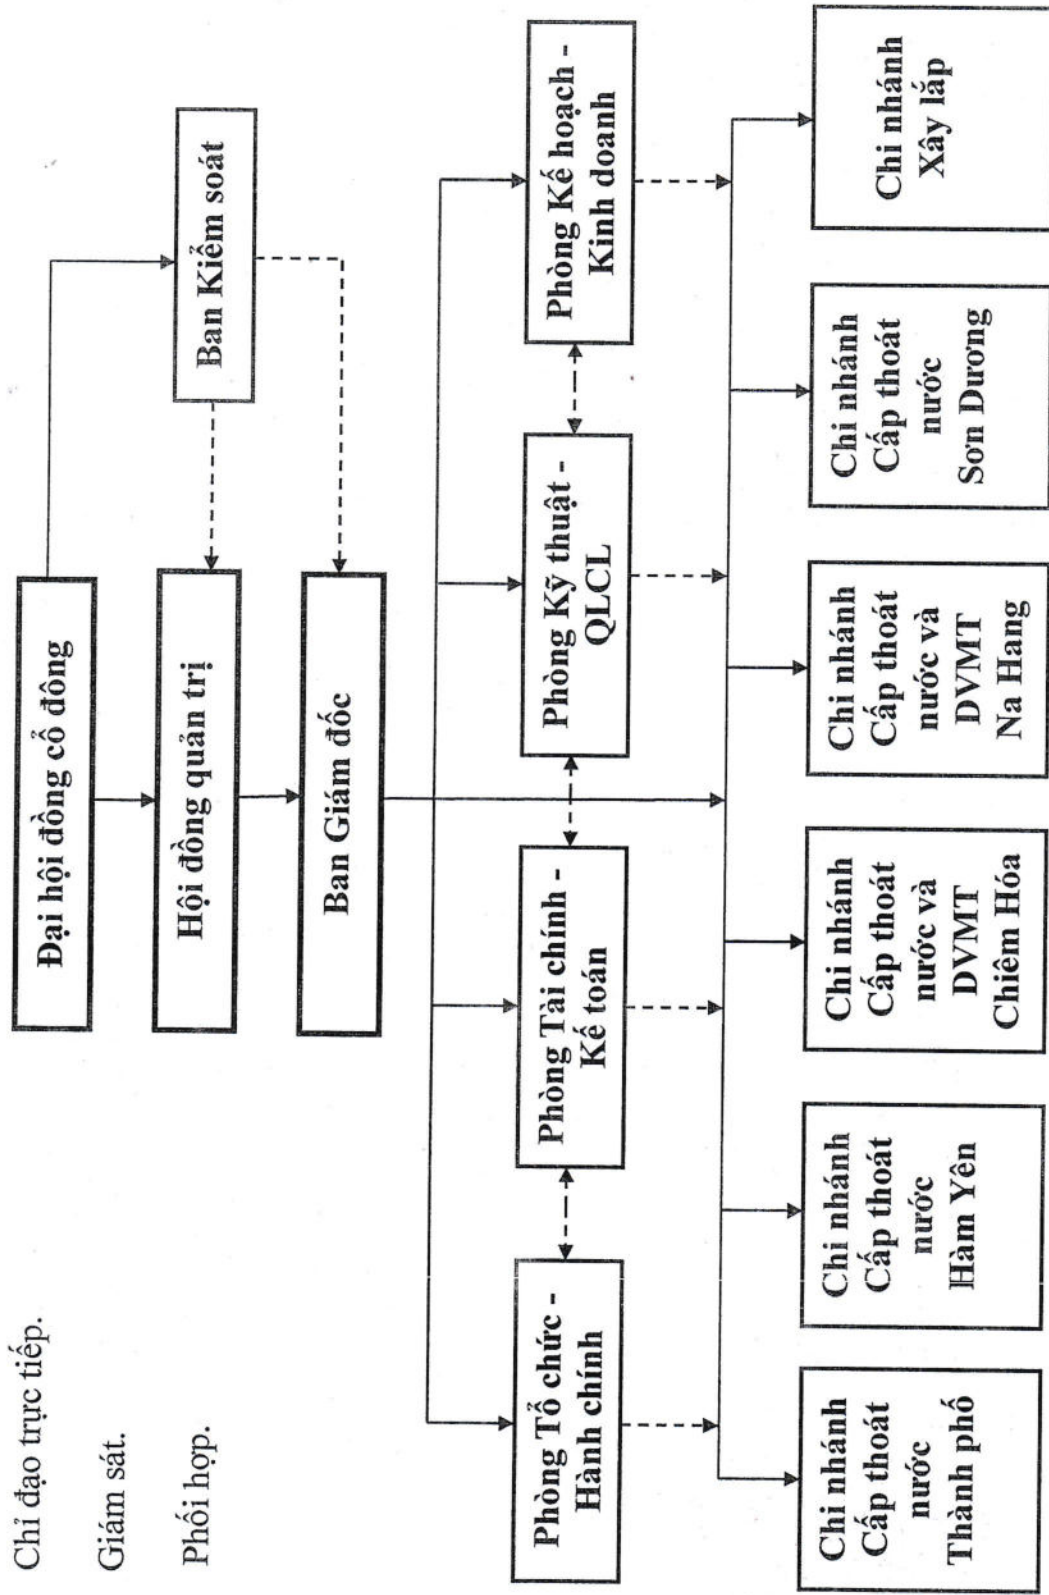 Chỉ đạo trực tiếp.
Giám sát.
Phối hợp.
Đại hội đồng cổ đông
Ban Kiểm soát
Hội đồng quản trị
Ban Giám đốc
Phòng Tổ chức -
Hành chính
Phòng Tài chính -
Kế toán
Phòng Kỹ thuật -
QLCL
Phòng Kế hoạch -
Kinh doanh
Chi nhánh
Cấp thoát
nước
Thành phố
Chi nhánh
Cấp thoát
nước
Hàm Yên
Chi nhánh
Cấp thoát
nước và
DVMT
Chiêm Hóa
Chi nhánh
Cấp thoát
nước và
DVMT
Na Hang
Chi nhánh
Cấp thoát
nước
Sơn Dương
Chi nhánh
Xây lắp